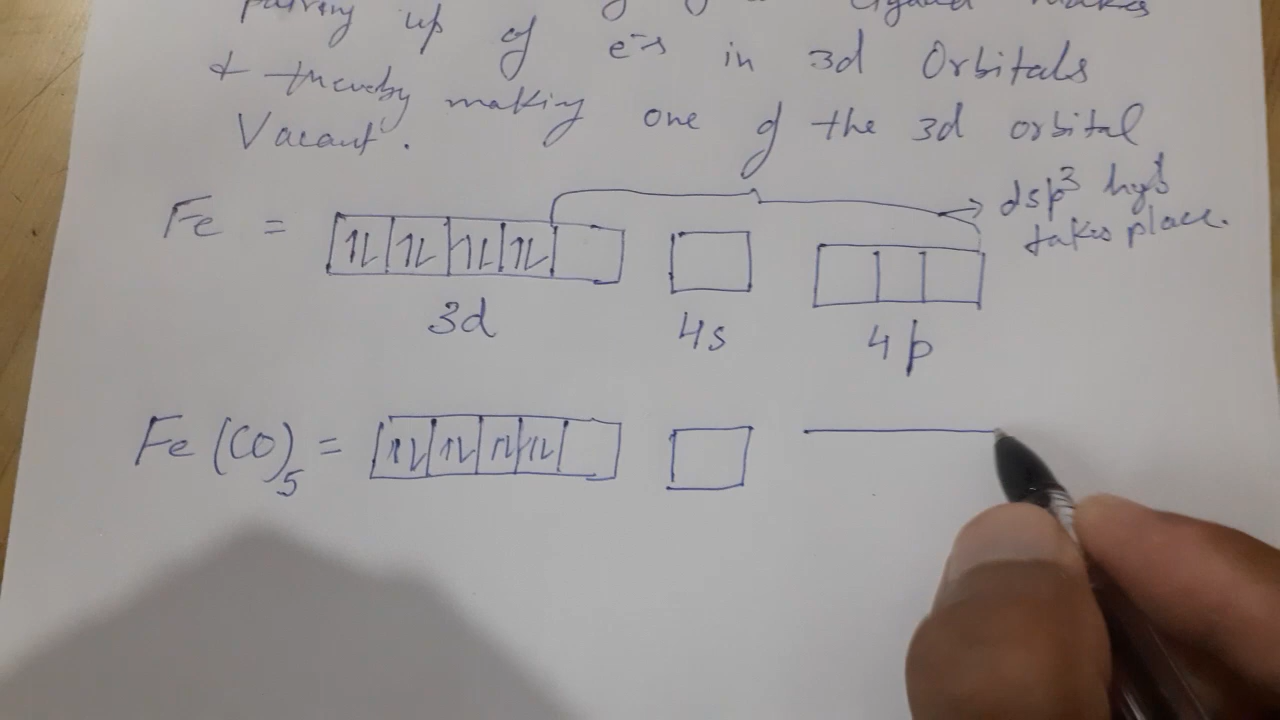 pairing up of e-s in 3d Orbitals
& thereby making one of the 3d orbital
Vacant.
Fe = 3d 4s 4p → dsp³ hyb
takes place.
Fe(CO)₅ =